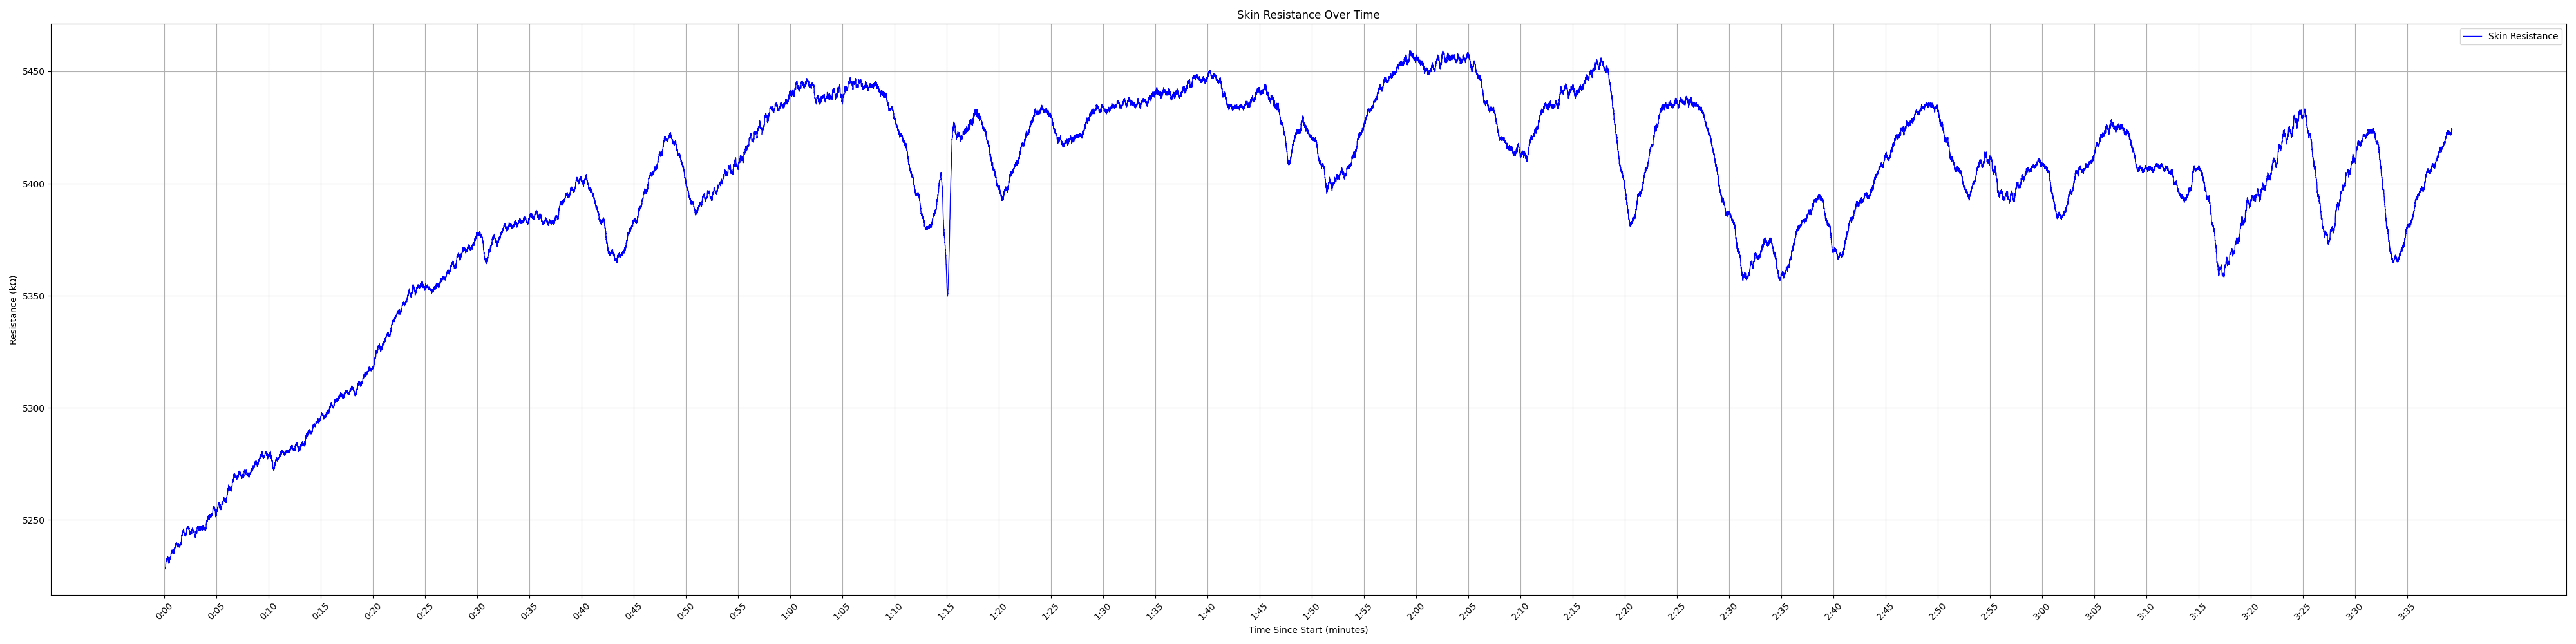 Skin Resistance Over Time
Skin Resistance
Resistance (kΩ)
5450
5400
5350
5300
5250
0:00 0:05 0:10 0:15 0:20 0:25 0:30 0:35 0:40 0:45 0:50 0:55 1:00 1:05 1:10 1:15 1:20 1:25 1:30 1:35 1:40 1:45 1:50 1:55 2:00 2:05 2:10 2:15 2:20 2:25 2:30 2:35 2:40 2:45 2:50 2:55 3:00 3:05 3:10 3:15 3:20 3:25 3:30 3:35
Time Since Start (minutes)